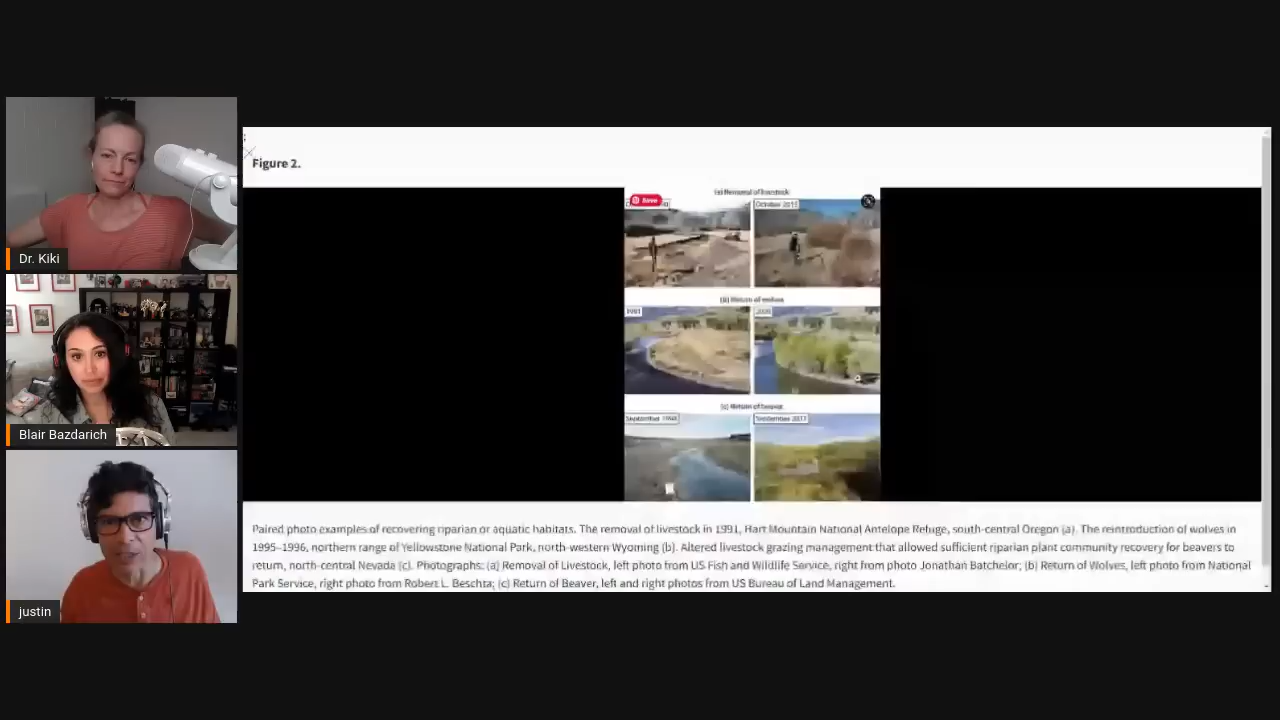 Dr. Kiki
Blair Bazdarich
justin
Figure 2.
(a) Removal of livestock
Save
October 2013
(b) Return of wolves
1991
(c) Return of beaver
September 2017
Paired photo examples of recovering riparian or aquatic habitats. The removal of livestock in 1991, Hart Mountain National Antelope Refuge, south-central Oregon (a). The reintroduction of wolves in
1995–1996, northern range of Yellowstone National Park, north-western Wyoming (b). Altered livestock grazing management that allowed sufficient riparian plant community recovery for beavers to
return, north-central Nevada (c). Photographs: (a) Removal of Livestock, left photo from US Fish and Wildlife Service, right from photo Jonathan Batchelor; (b) Return of Wolves, left photo from National
Park Service, right photo from Robert L. Beschta; (c) Return of Beaver, left and right photos from US Bureau of Land Management.